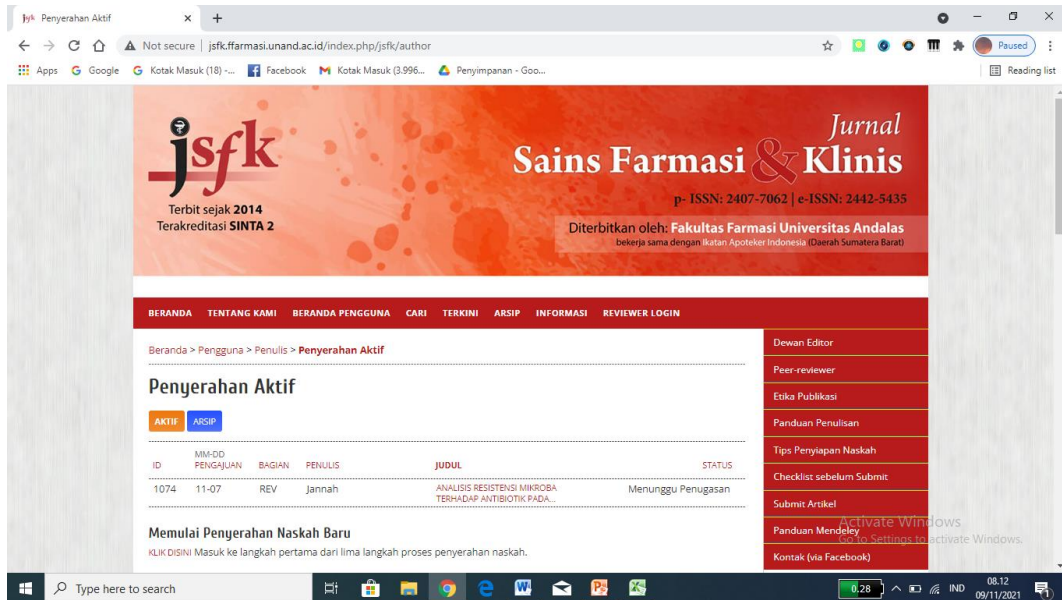 jsfk Penyerahan Aktif
Not secure | jsfk.ffarmasi.unand.ac.id/index.php/jsfk/author
Paused
Apps Google Kotak Masuk (18) -... Facebook Kotak Masuk (3.996... Penyimpanan - Goo... Reading list
jsfk
Terbit sejak 2014
Terakreditasi SINTA 2
Jurnal
Sains Farmasi & Klinis
p- ISSN: 2407-7062 | e-ISSN: 2442-5435
Diterbitkan oleh: Fakultas Farmasi Universitas Andalas
bekerja sama dengan Ikatan Apoteker Indonesia (Daerah Sumatera Barat)
BERANDA TENTANG KAMI BERANDA PENGGUNA CARI TERKINI ARSIP INFORMASI REVIEWER LOGIN
Beranda > Pengguna > Penulis > Penyerahan Aktif
Penyerahan Aktif
AKTIF ARSIP
MM-DD
ID PENGAJUAN BAGIAN PENULIS JUDUL STATUS
1074 11-07 REV Jannah ANALISIS RESISTENSI MIKROBA Menunggu Penugasan
TERHADAP ANTIBIOTIK PADA...
Memulai Penyerahan Naskah Baru
KLIK DISINI Masuk ke langkah pertama dari lima langkah proses penyerahan naskah.
Dewan Editor
Peer-reviewer
Etika Publikasi
Panduan Penulisan
Tips Penyiapan Naskah
Checklist sebelum Submit
Submit Artikel
Panduan Mendeley
Kontak (via Facebook)
Activate Windows
Go to Settings to activate Windows.
Type here to search
0.28
IND
08.12
09/11/2021